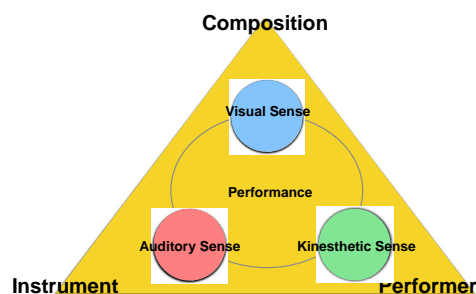 Composition
Visual Sense
Performance
Auditory Sense
Kinesthetic Sense
Instrument
Performer